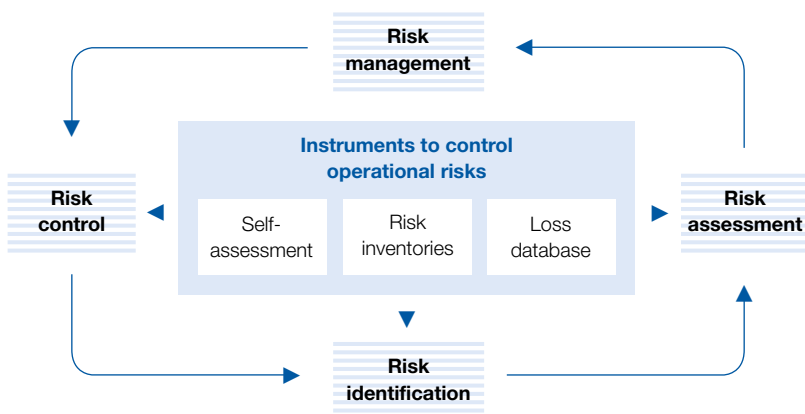 Risk
management
Instruments to control
operational risks
Risk
control
Self-
assessment
Risk
inventories
Loss
database
Risk
assessment
Risk
identification